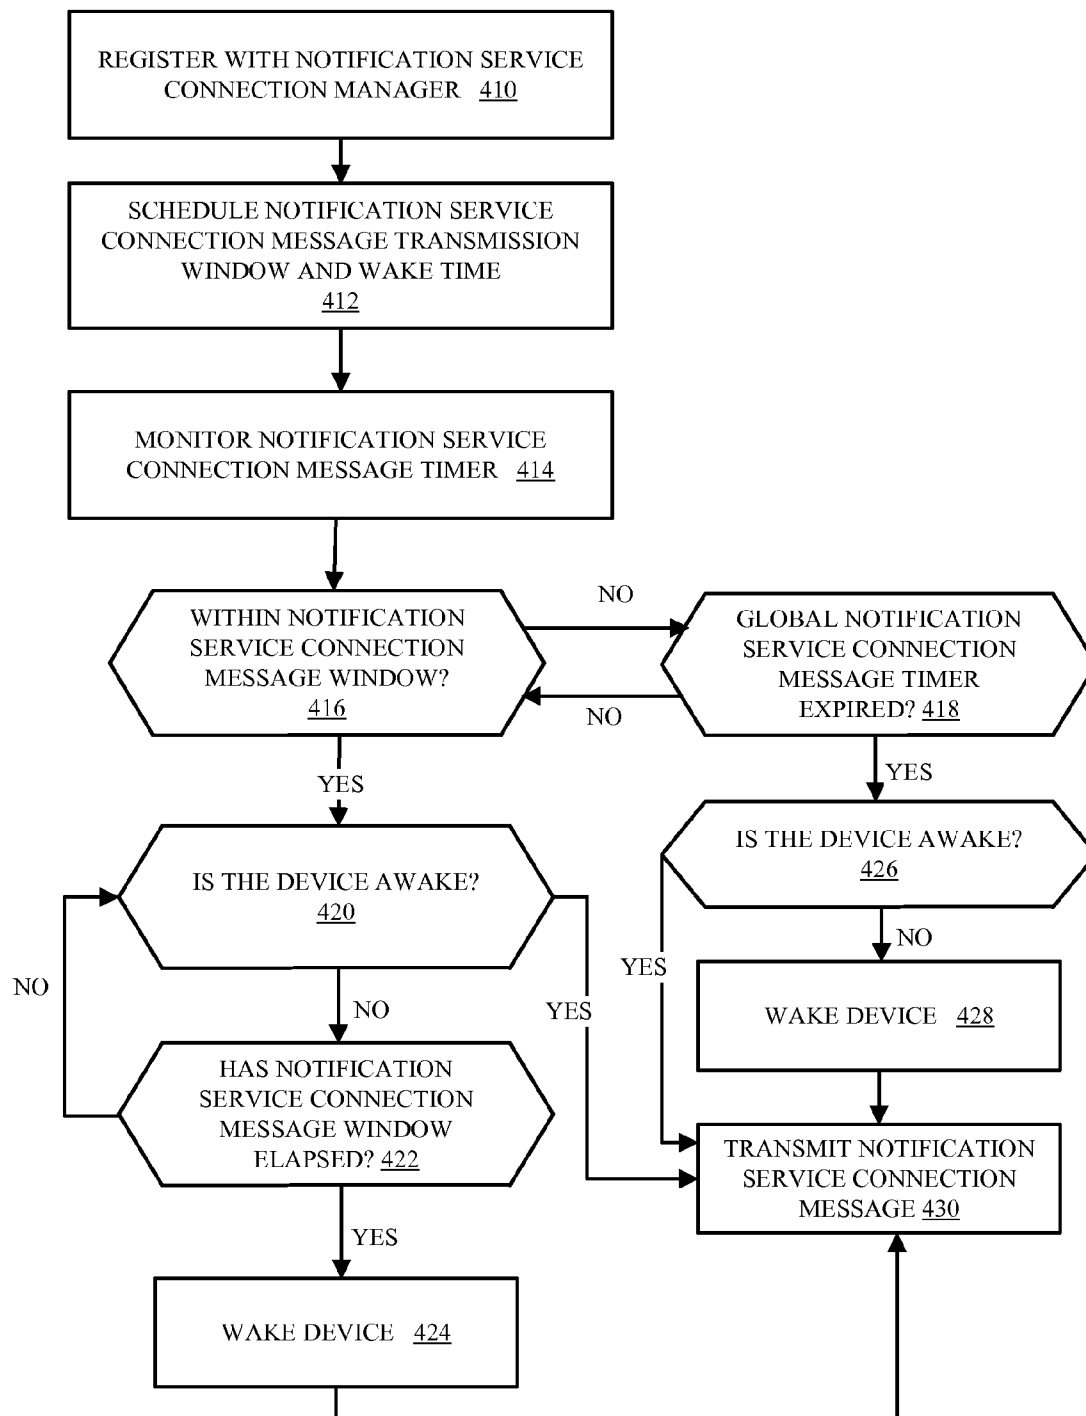 REGISTER WITH NOTIFICATION SERVICE
CONNECTION MANAGER 410
SCHEDULE NOTIFICATION SERVICE
CONNECTION MESSAGE TRANSMISSION
WINDOW AND WAKE TIME
412
MONITOR NOTIFICATION SERVICE
CONNECTION MESSAGE TIMER 414
WITHIN NOTIFICATION
SERVICE CONNECTION
MESSAGE WINDOW?
416
NO
NO
GLOBAL NOTIFICATION
SERVICE CONNECTION
MESSAGE TIMER
EXPIRED? 418
YES
YES
IS THE DEVICE AWAKE?
420
IS THE DEVICE AWAKE?
426
NO
NO
YES
YES
NO
HAS NOTIFICATION
SERVICE CONNECTION
MESSAGE WINDOW
ELAPSED? 422
WAKE DEVICE 428
TRANSMIT NOTIFICATION
SERVICE CONNECTION
MESSAGE 430
YES
WAKE DEVICE 424